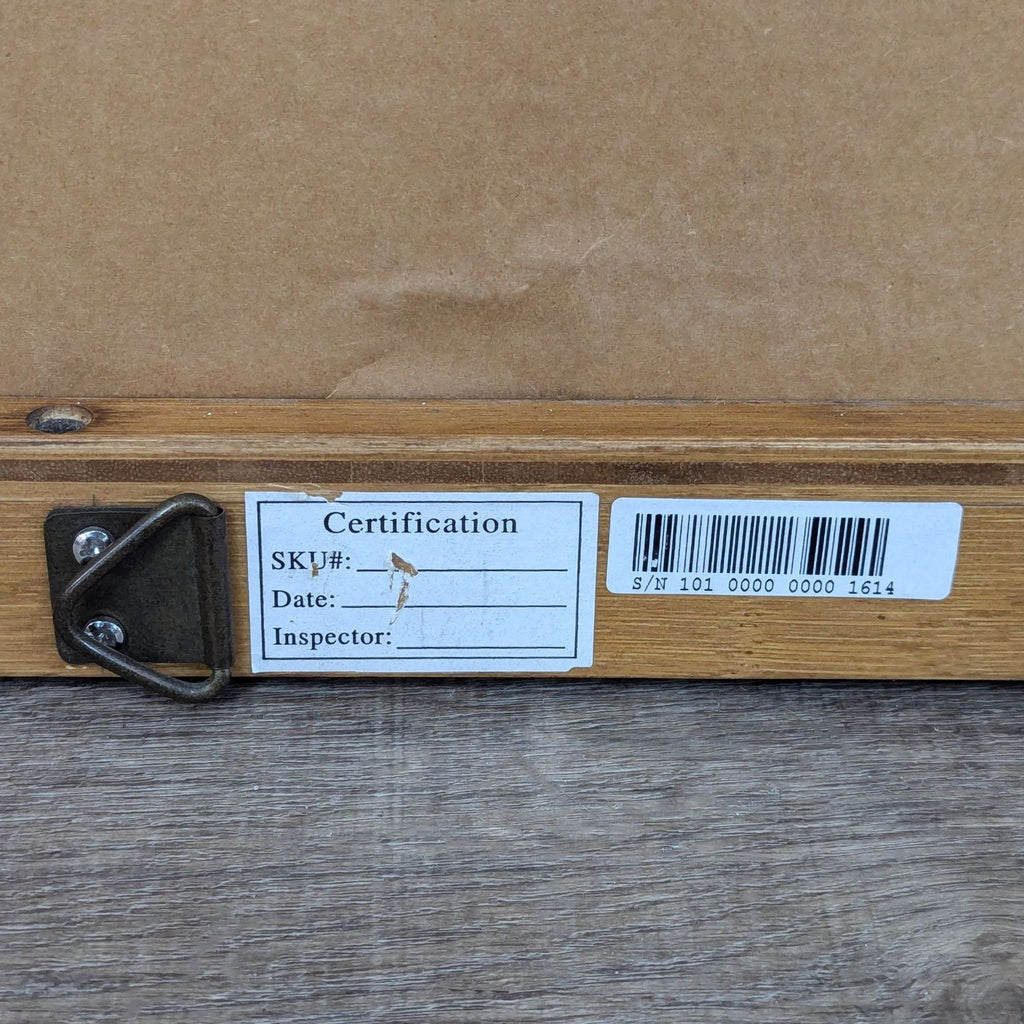 Certification
SKU#:
Date:
Inspector:
S/N 101 0000 0000 1614